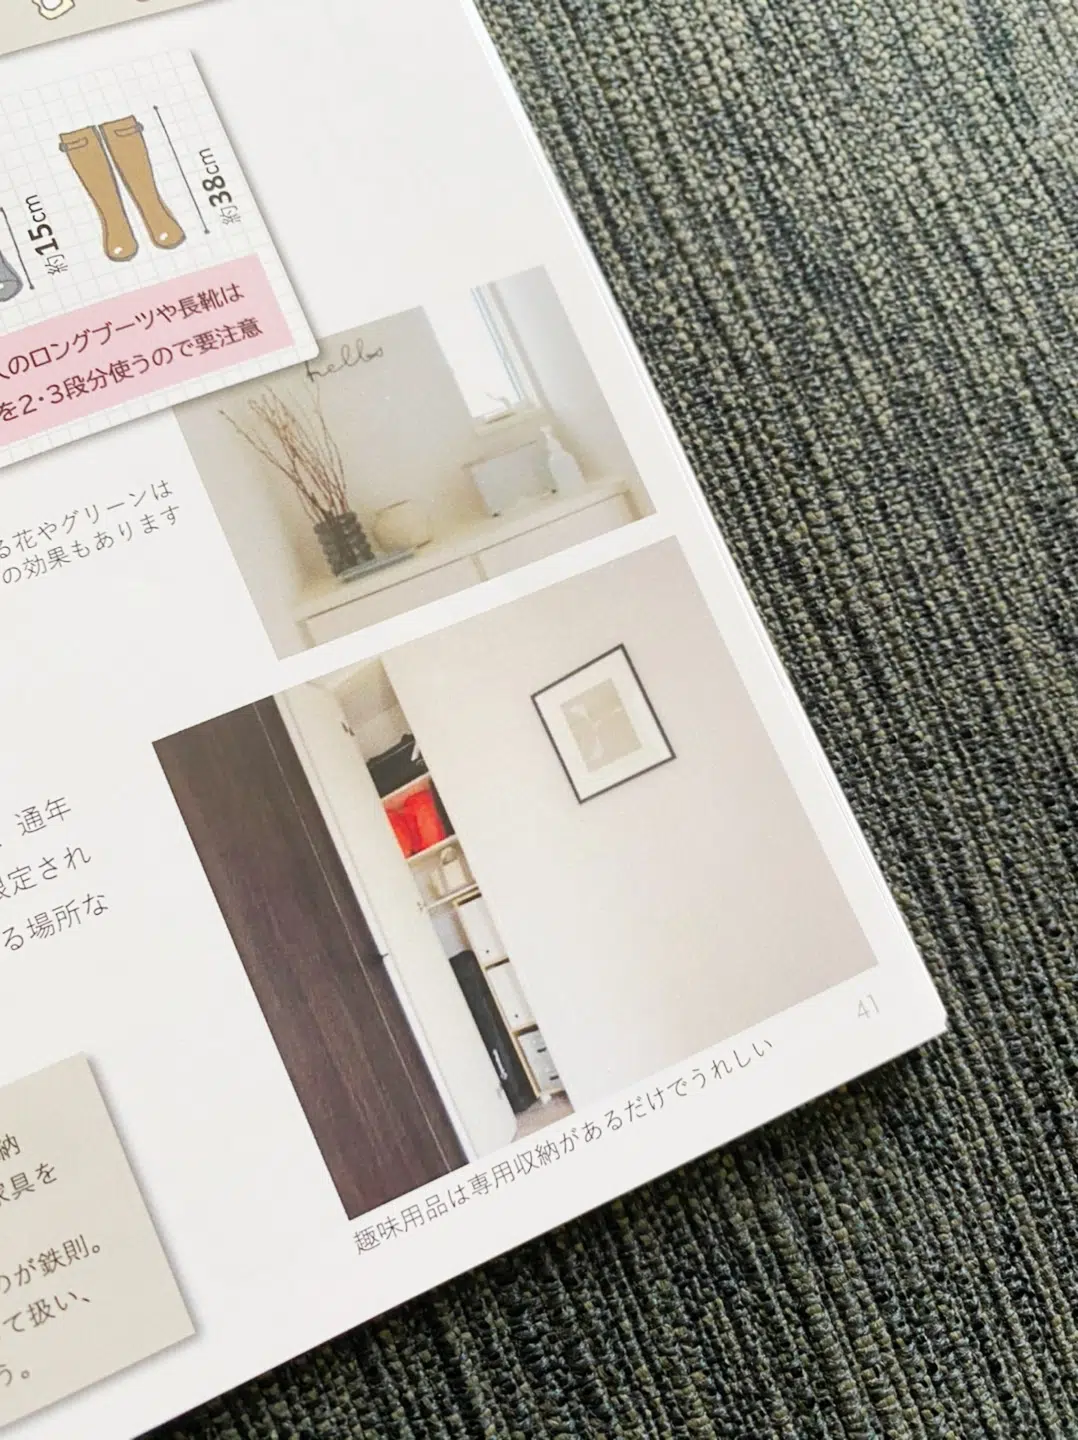 約15cm
約38cm
人のロングブーツや長靴は
を2・3段分使うので要注意
hello
る花やグリーンは
の効果もあります
、通年
限定され
る場所な
納
家具を
のが鉄則。
て扱い、
う。
趣味用品は専用収納があるだけでうれしい
41